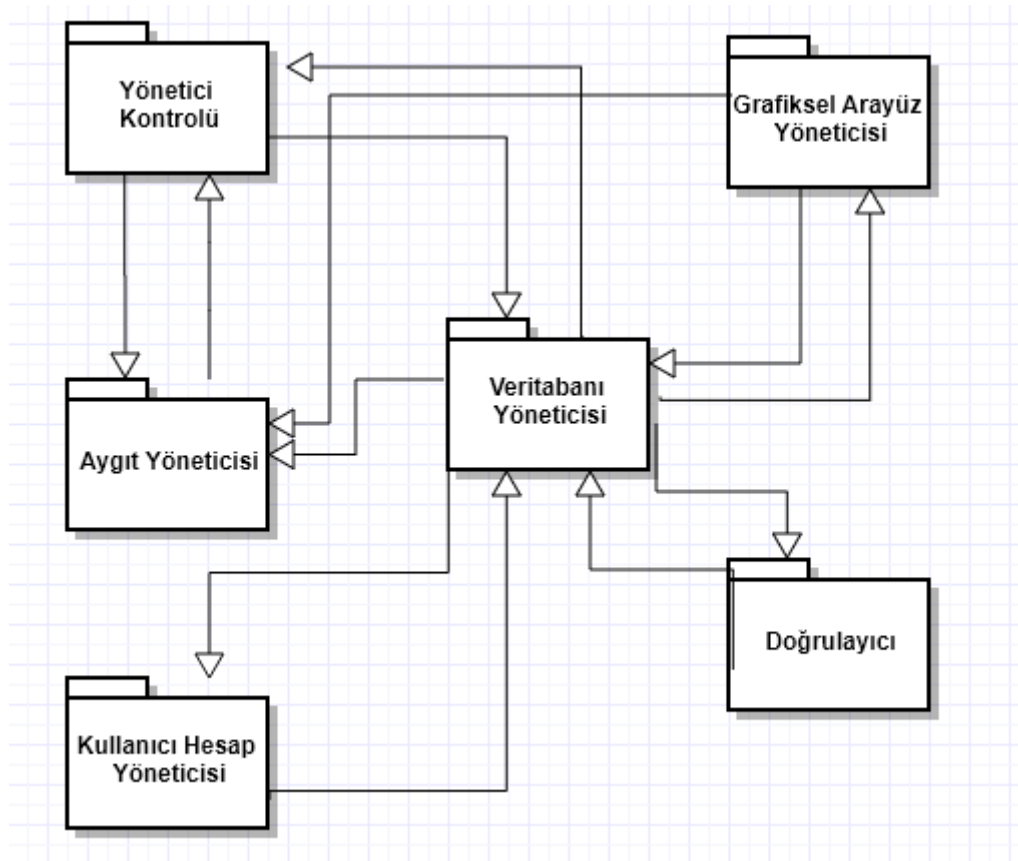 Yönetici
Kontrolü
Grafiksel Arayüz
Yöneticisi
Veritabanı
Yöneticisi
Aygıt Yöneticisi
Doğrulayıcı
Kullanıcı Hesap
Yöneticisi